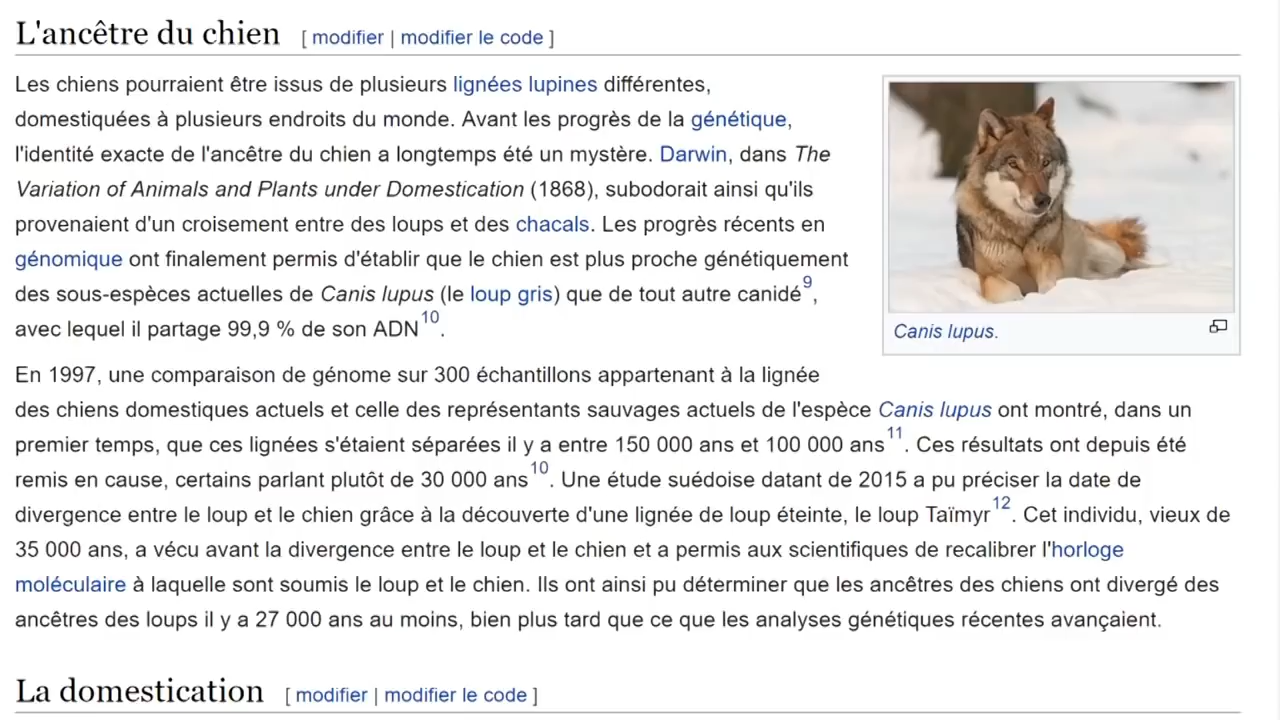 L'ancêtre du chien [ modifier | modifier le code ]
Les chiens pourraient être issus de plusieurs lignées lupines différentes,
domestiquées à plusieurs endroits du monde. Avant les progrès de la génétique,
l'identité exacte de l'ancêtre du chien a longtemps été un mystère. Darwin, dans The
Variation of Animals and Plants under Domestication (1868), subodorait ainsi qu'ils
provenaient d'un croisement entre des loups et des chacals. Les progrès récents en
génomique ont finalement permis d'établir que le chien est plus proche génétiquement
des sous-espèces actuelles de Canis lupus (le loup gris) que de tout autre canidé9,
avec lequel il partage 99,9 % de son ADN10.
Canis lupus.
En 1997, une comparaison de génome sur 300 échantillons appartenant à la lignée
des chiens domestiques actuels et celle des représentants sauvages actuels de l'espèce Canis lupus ont montré, dans un
premier temps, que ces lignées s'étaient séparées il y a entre 150 000 ans et 100 000 ans11. Ces résultats ont depuis été
remis en cause, certains parlant plutôt de 30 000 ans10. Une étude suédoise datant de 2015 a pu préciser la date de
divergence entre le loup et le chien grâce à la découverte d'une lignée de loup éteinte, le loup Taïmyr12. Cet individu, vieux de
35 000 ans, a vécu avant la divergence entre le loup et le chien et a permis aux scientifiques de recalibrer l'horloge
moléculaire à laquelle sont soumis le loup et le chien. Ils ont ainsi pu déterminer que les ancêtres des chiens ont divergé des
ancêtres des loups il y a 27 000 ans au moins, bien plus tard que ce que les analyses génétiques récentes avançaient.
La domestication [ modifier | modifier le code ]